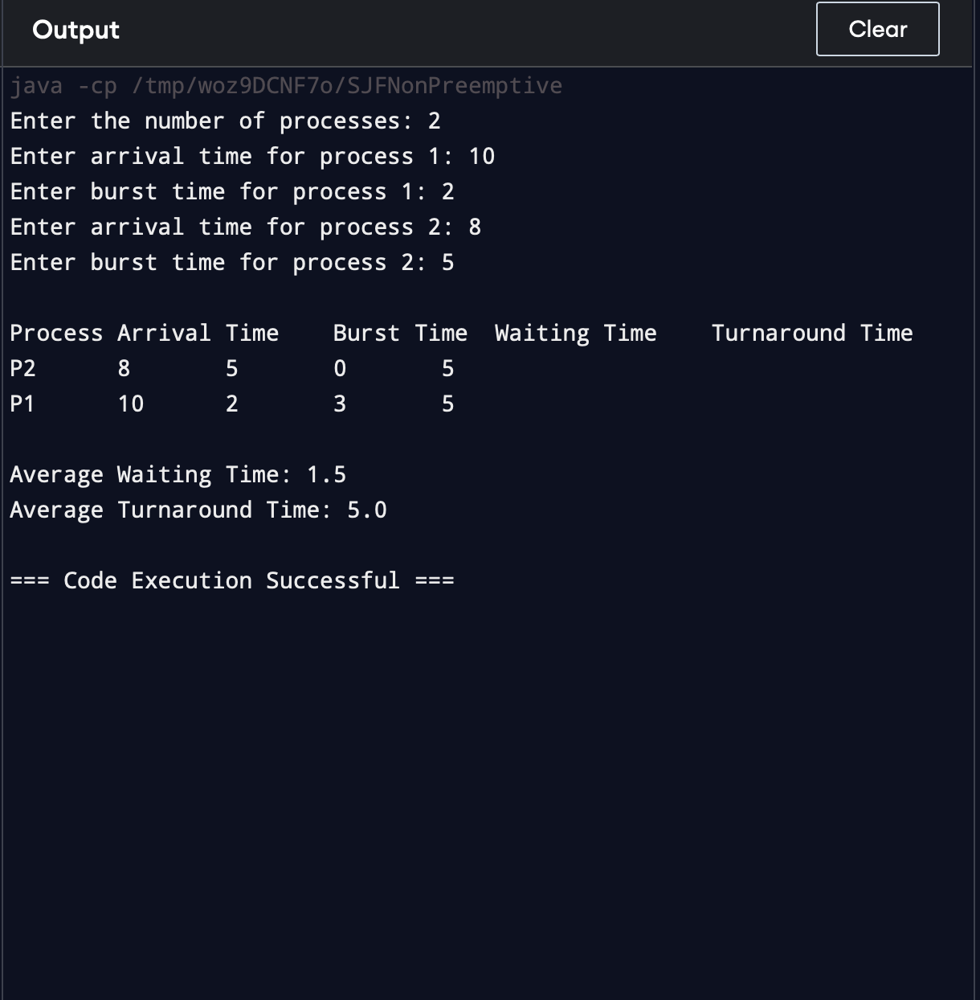 Output
Clear
java -cp /tmp/woz9DCNF7o/SJFNonPreemptive
Enter the number of processes: 2
Enter arrival time for process 1: 10
Enter burst time for process 1: 2
Enter arrival time for process 2: 8
Enter burst time for process 2: 5
Process Arrival Time    Burst Time  Waiting Time    Turnaround Time
P2      8       5       0       5
P1      10      2       3       5
Average Waiting Time: 1.5
Average Turnaround Time: 5.0
=== Code Execution Successful ===